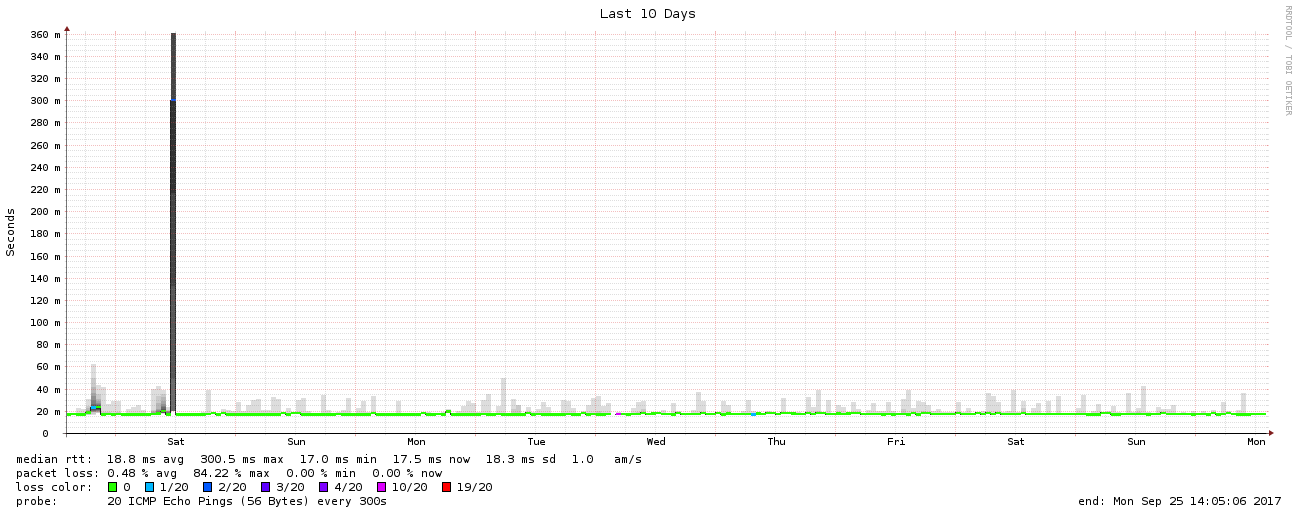 Last 10 Days
RRDTOOL / TOBI OETIKER
Seconds
360 m
340 m
320 m
300 m
280 m
260 m
240 m
220 m
200 m
180 m
160 m
140 m
120 m
100 m
80 m
60 m
40 m
20 m
0
Sat Sun Mon Tue Wed Thu Fri Sat Sun Mon
median rtt: 18.8 ms avg 300.5 ms max 17.0 ms min 17.5 ms now 18.3 ms sd 1.0 am/s
packet loss: 0.48 % avg 84.22 % max 0.00 % min 0.00 % now
loss color: 0 1/20 2/20 3/20 4/20 10/20 19/20
probe: 20 ICMP Echo Pings (56 Bytes) every 300s end: Mon Sep 25 14:05:06 2017